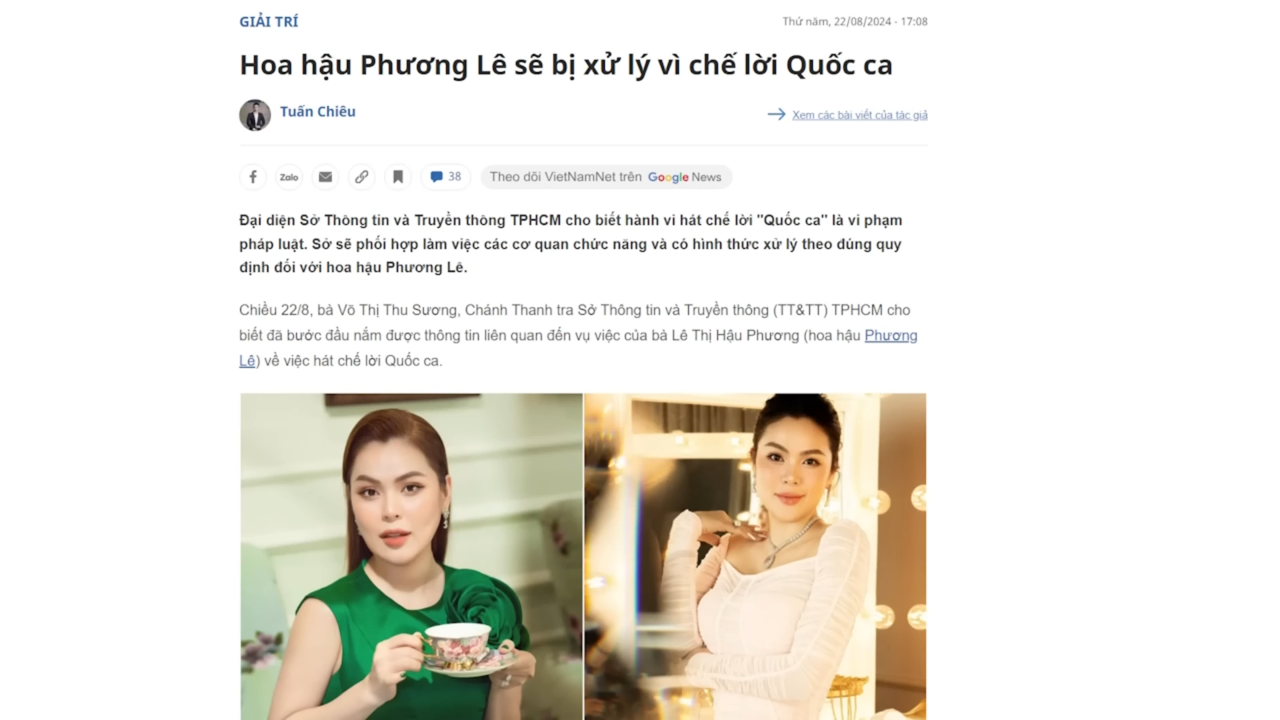 GIẢI TRÍ
Thứ năm, 22/08/2024 - 17:08
Hoa hậu Phương Lê sẽ bị xử lý vì chế lời Quốc ca
Tuấn Chiêu
Xem các bài viết của tác giả
Zalo
38
Theo dõi VietNamNet trên Google News
Đại diện Sở Thông tin và Truyền thông TPHCM cho biết hành vi hát chế lời "Quốc ca" là vi phạm
pháp luật. Sở sẽ phối hợp làm việc các cơ quan chức năng và có hình thức xử lý theo đúng quy
định đối với hoa hậu Phương Lê.
Chiều 22/8, bà Võ Thị Thu Sương, Chánh Thanh tra Sở Thông tin và Truyền thông (TT&TT) TPHCM cho
biết đã bước đầu nắm được thông tin liên quan đến vụ việc của bà Lê Thị Hậu Phương (hoa hậu Phương
Lê) về việc hát chế lời Quốc ca.